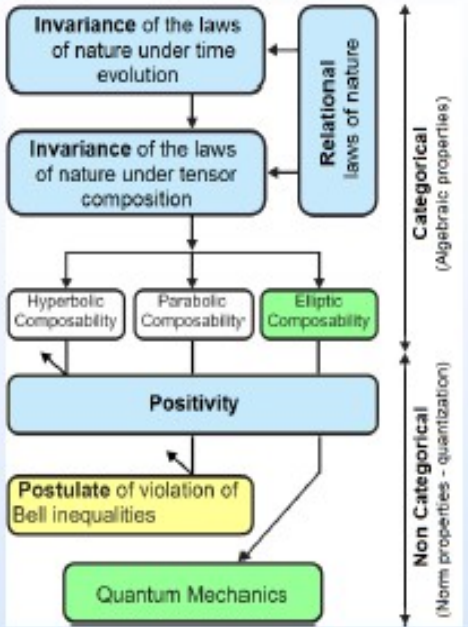 Invariance of the laws
of nature under time
evolution
Relational
laws of nature
Invariance of the laws
of nature under tensor
composition
Categorical
(Algebraic properties)
Hyperbolic
Composability
Parabolic
Composability
Elliptic
Composability
Positivity
Postulate of violation of
Bell inequalities
Quantum Mechanics
Non Categorical
(Norm properties - quantization)